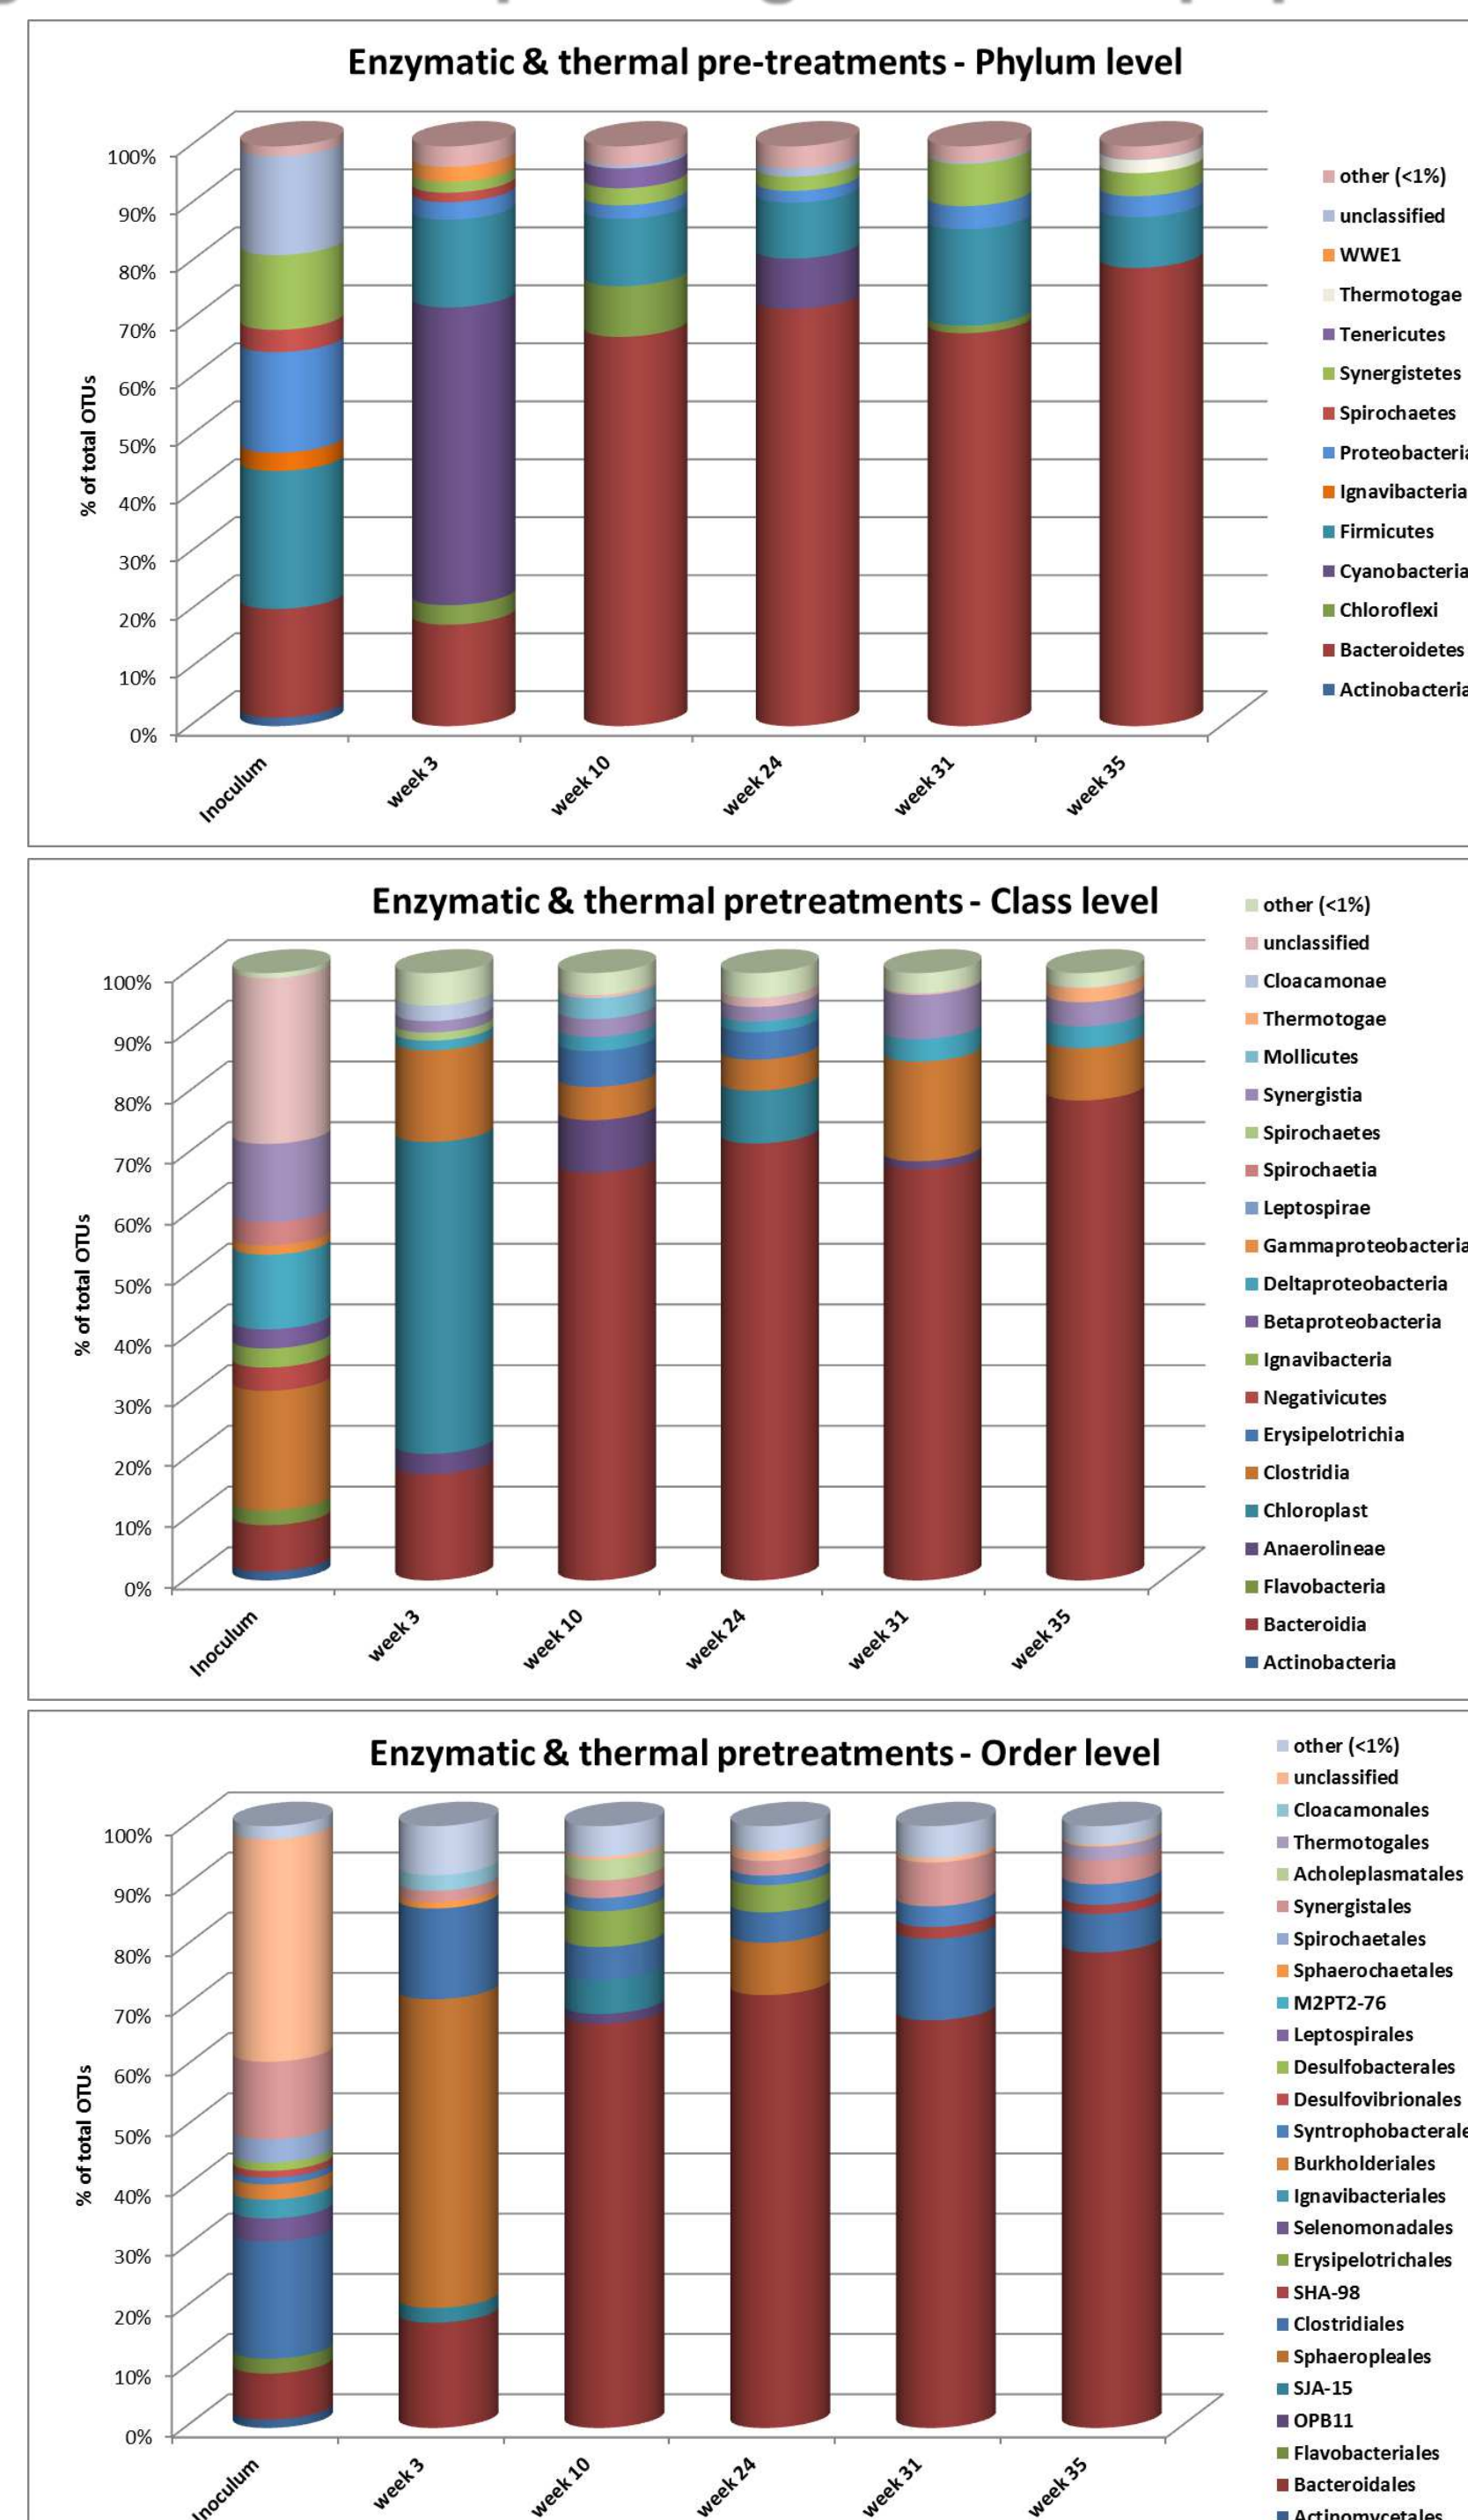 Enzymatic & thermal pre-treatments - Phylum level
% of total OTUs
100%
90%
80%
70%
60%
50%
40%
30%
20%
10%
0%
Inoculum
week 3
week 10
week 24
week 31
week 35
other (<1%)
unclassified
WWE1
Thermotogae
Tenericutes
Synergistetes
Spirochaetes
Proteobacteria
Ignavibacteria
Firmicutes
Cyanobacteria
Chloroflexi
Bacteroidetes
Actinobacteria
Enzymatic & thermal pretreatments - Class level
% of total OTUs
100%
90%
80%
70%
60%
50%
40%
30%
20%
10%
0%
Inoculum
week 3
week 10
week 24
week 31
week 35
other (<1%)
unclassified
Cloacamonae
Thermotogae
Mollicutes
Synergistia
Spirochaetes
Spirochaetia
Leptospirae
Gammaproteobacteria
Deltaproteobacteria
Betaproteobacteria
Ignavibacteria
Negativicutes
Erysipelotrichia
Clostridia
Chloroplast
Anaerolineae
Flavobacteria
Bacteroidia
Actinobacteria
Enzymatic & thermal pretreatments - Order level
% of total OTUs
100%
90%
80%
70%
60%
50%
40%
30%
20%
10%
0%
Inoculum
week 3
week 10
week 24
week 31
week 35
other (<1%)
unclassified
Cloacamonales
Thermotogales
Acholeplasmatales
Synergistales
Spirochaetales
Sphaerochaetales
M2PT2-76
Leptospirales
Desulfobacterales
Desulfovibrionales
Syntrophobacterale
Burkholderiales
Ignavibacteriales
Selenomonadales
Erysipelotrichales
SHA-98
Clostridiales
Sphaeropleales
SJA-15
OPB11
Flavobacteriales
Bacteroidales
Actinomycetales